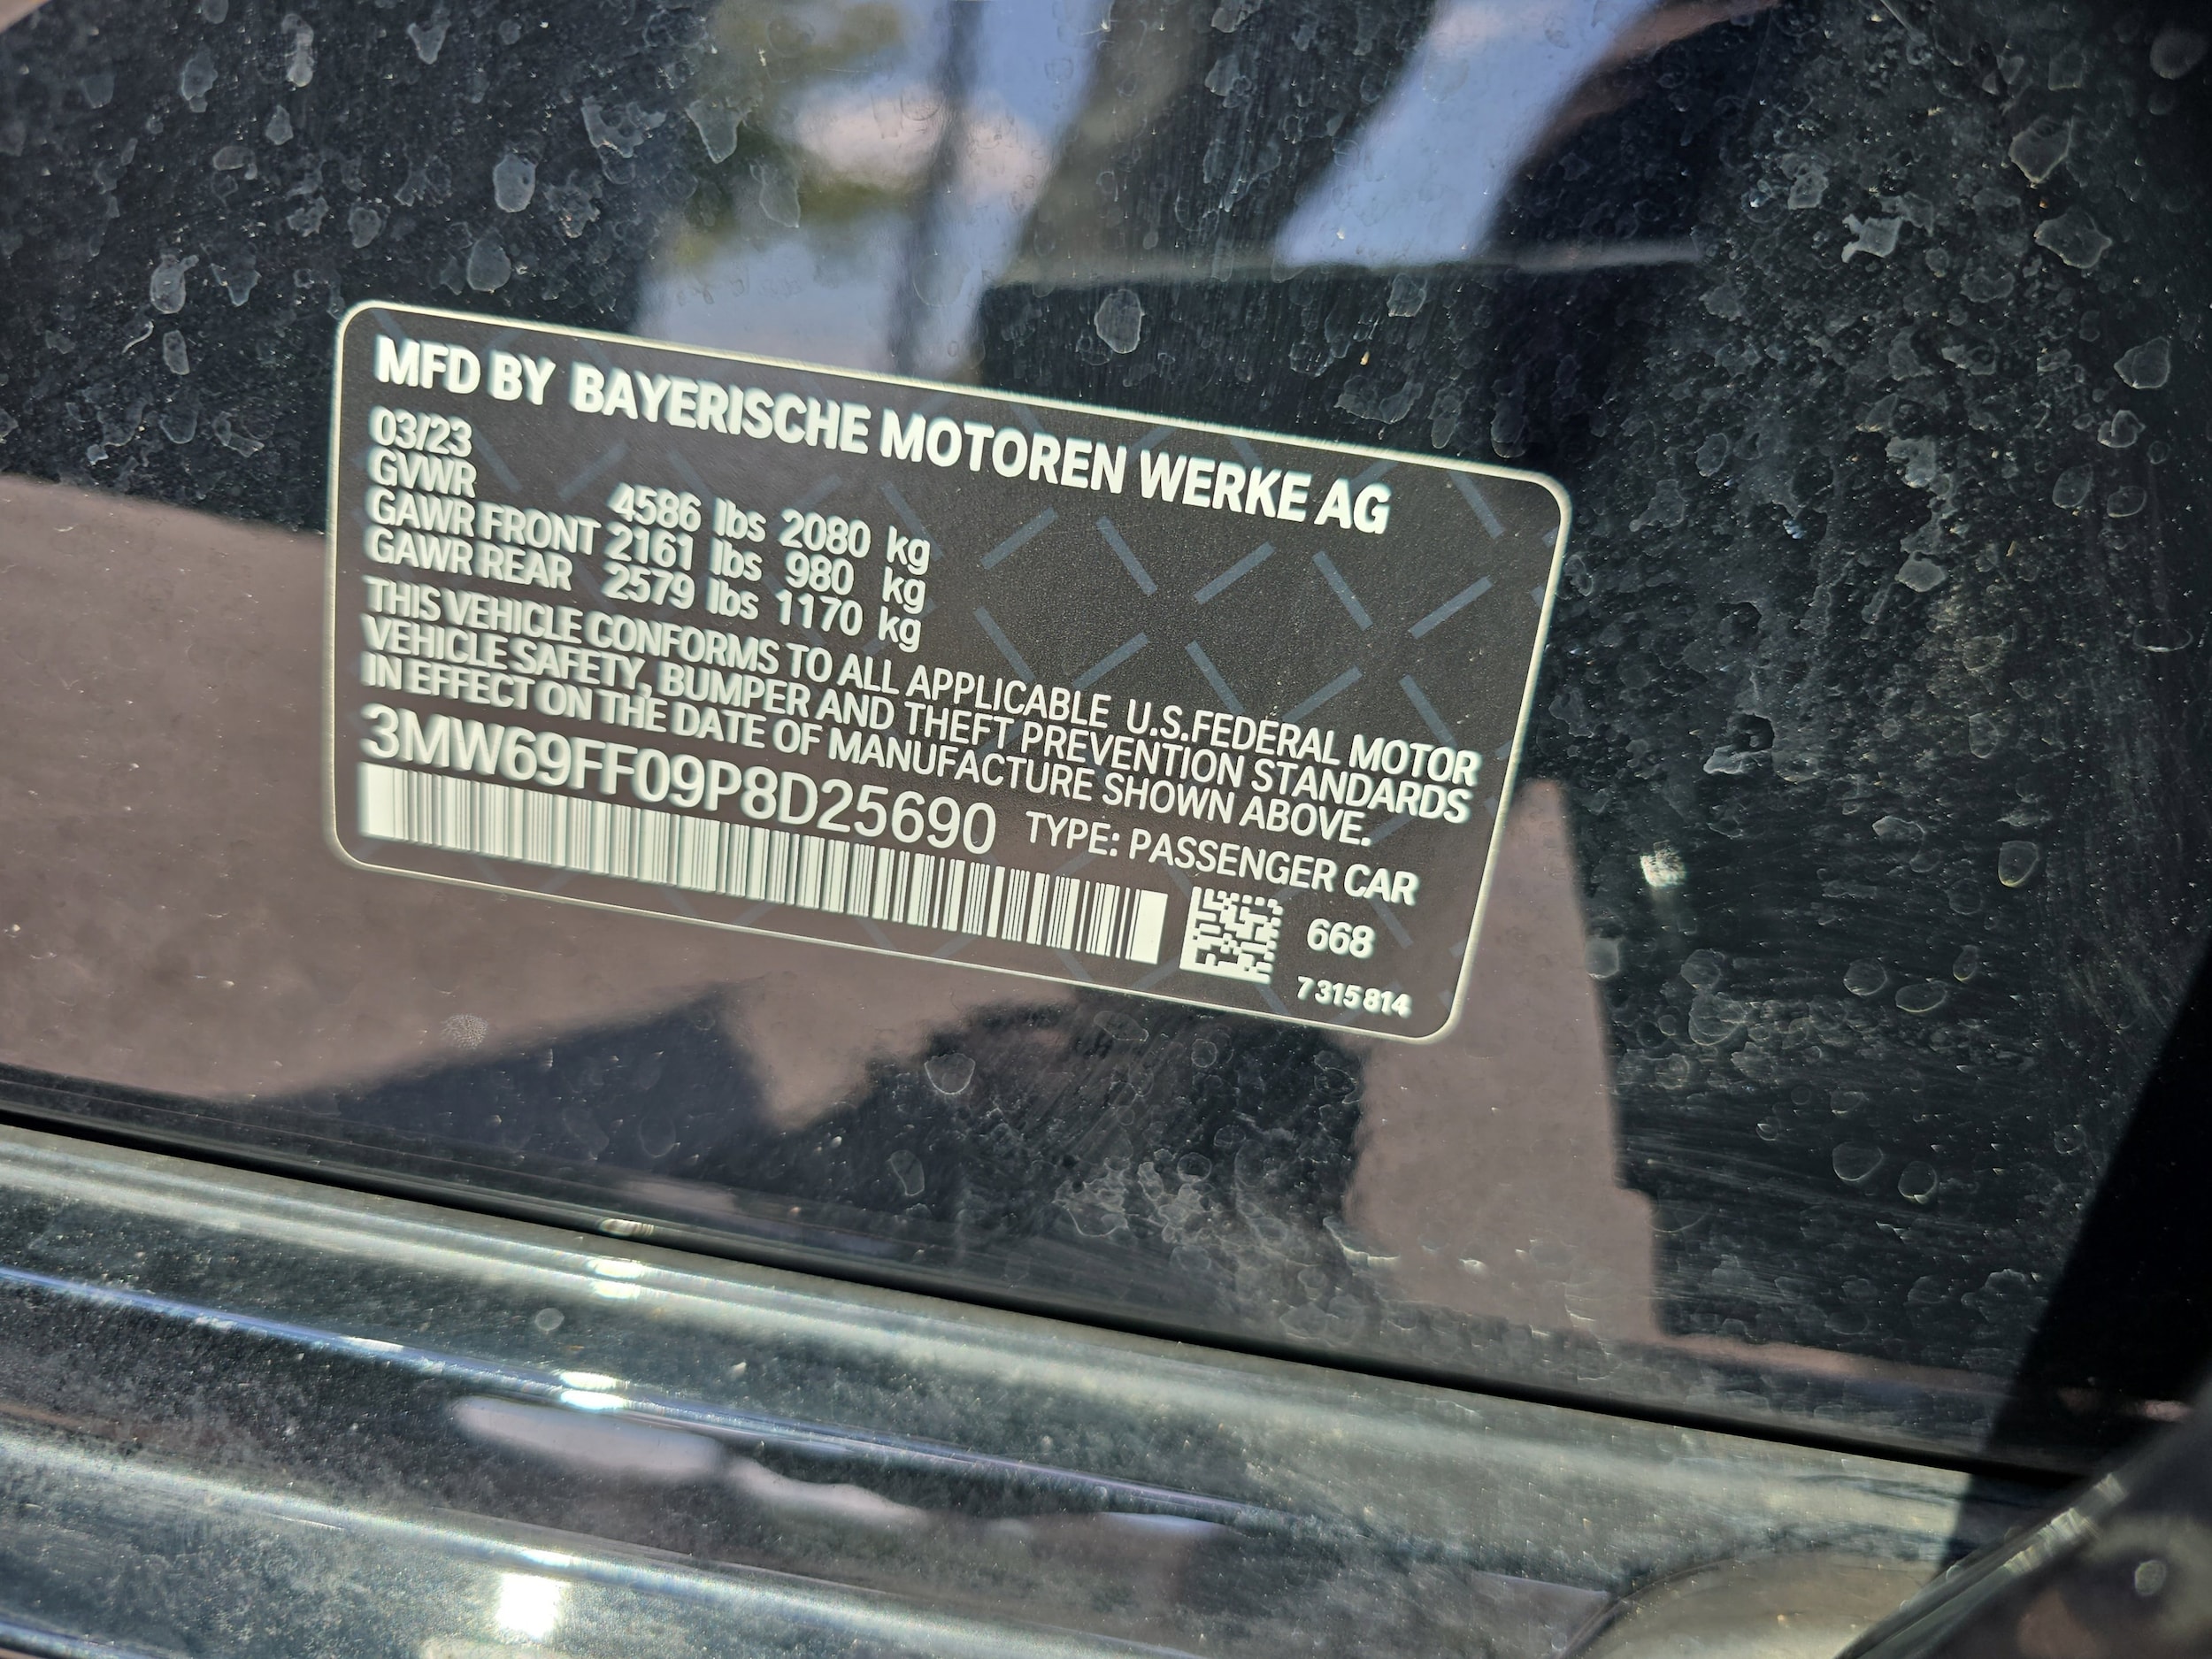 MFD BY BAYERISCHE MOTOREN WERKE AG
03/23
GVWR 4586 lbs 2080 kg
GAWR FRONT 2161 lbs 980 kg
GAWR REAR 2579 lbs 1170 kg
THIS VEHICLE CONFORMS TO ALL APPLICABLE U.S.FEDERAL MOTOR
VEHICLE SAFETY, BUMPER AND THEFT PREVENTION STANDARDS
IN EFFECT ON THE DATE OF MANUFACTURE SHOWN ABOVE.
3MW69FF09P8D25690 TYPE: PASSENGER CAR
668
7 315 814